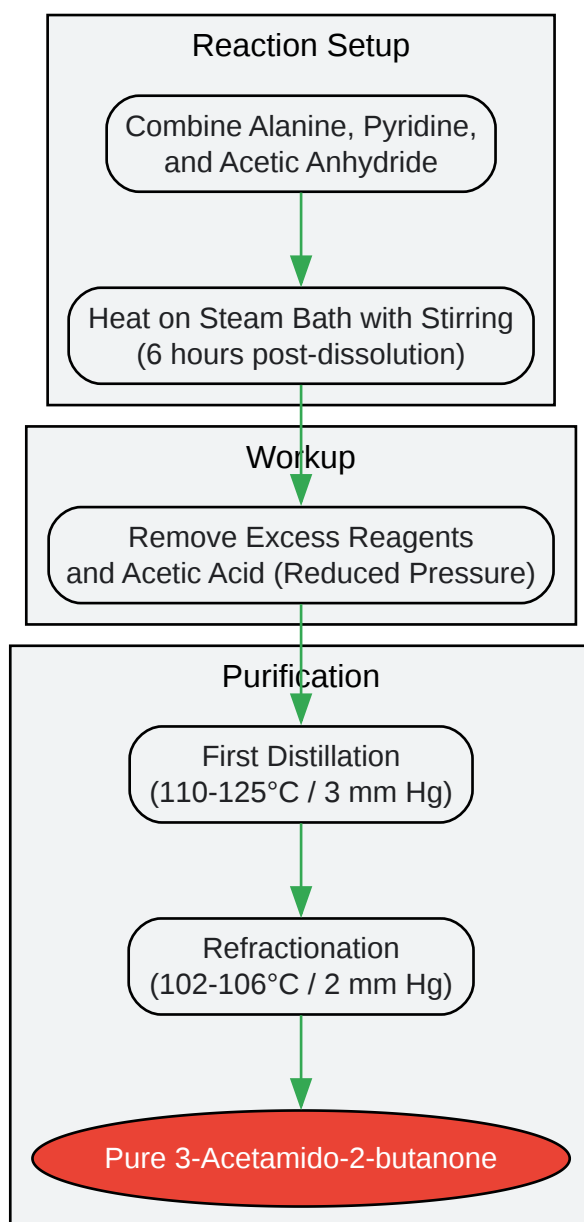 Reaction Setup
Combine Alanine, Pyridine,
and Acetic Anhydride
Heat on Steam Bath with Stirring
(6 hours post-dissolution)
Workup
Remove Excess Reagents
and Acetic Acid (Reduced Pressure)
Purification
First Distillation
(110-125°C / 3 mm Hg)
Refractionation
(102-106°C / 2 mm Hg)
Pure 3-Acetamido-2-butanone